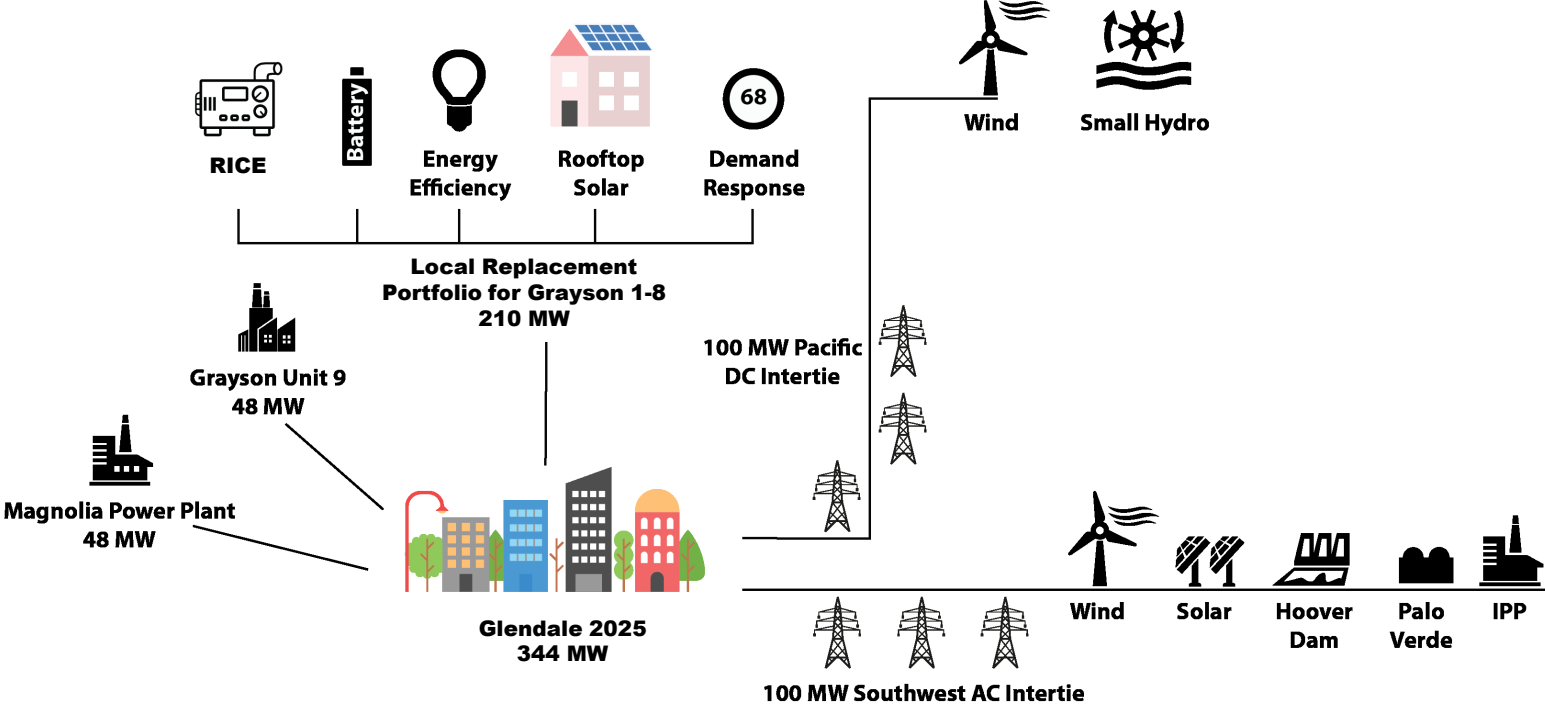 Battery
68
RICE
Energy
Efficiency
Rooftop
Solar
Demand
Response
Wind
Small Hydro
Local Replacement
Portfolio for Grayson 1-8
210 MW
100 MW Pacific
DC Intertie
Grayson Unit 9
48 MW
Magnolia Power Plant
48 MW
Glendale 2025
344 MW
Wind
Solar
Hoover
Dam
Palo
Verde
IPP
100 MW Southwest AC Intertie